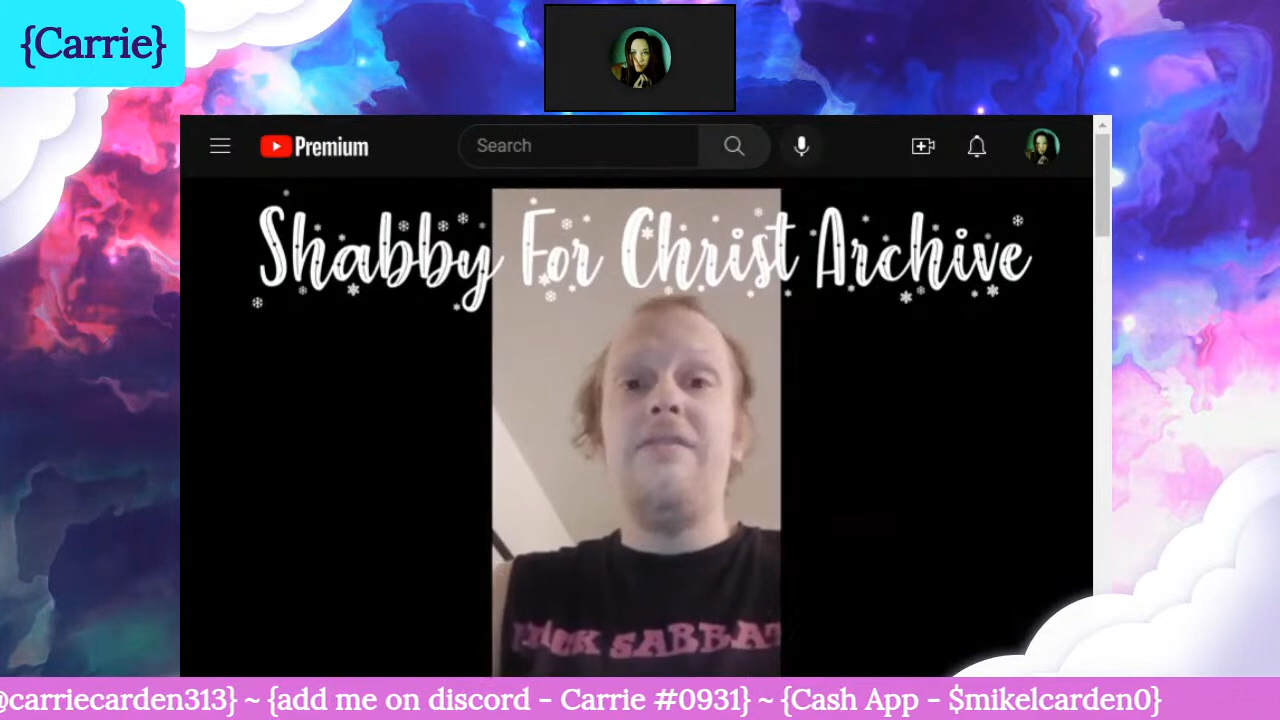 {Carrie}
Premium
Search
Shabby For Christ Archive
SABBAT
@carriecarden313} ~ {add me on discord - Carrie #0931} ~ {Cash App - $mikelcarden0}